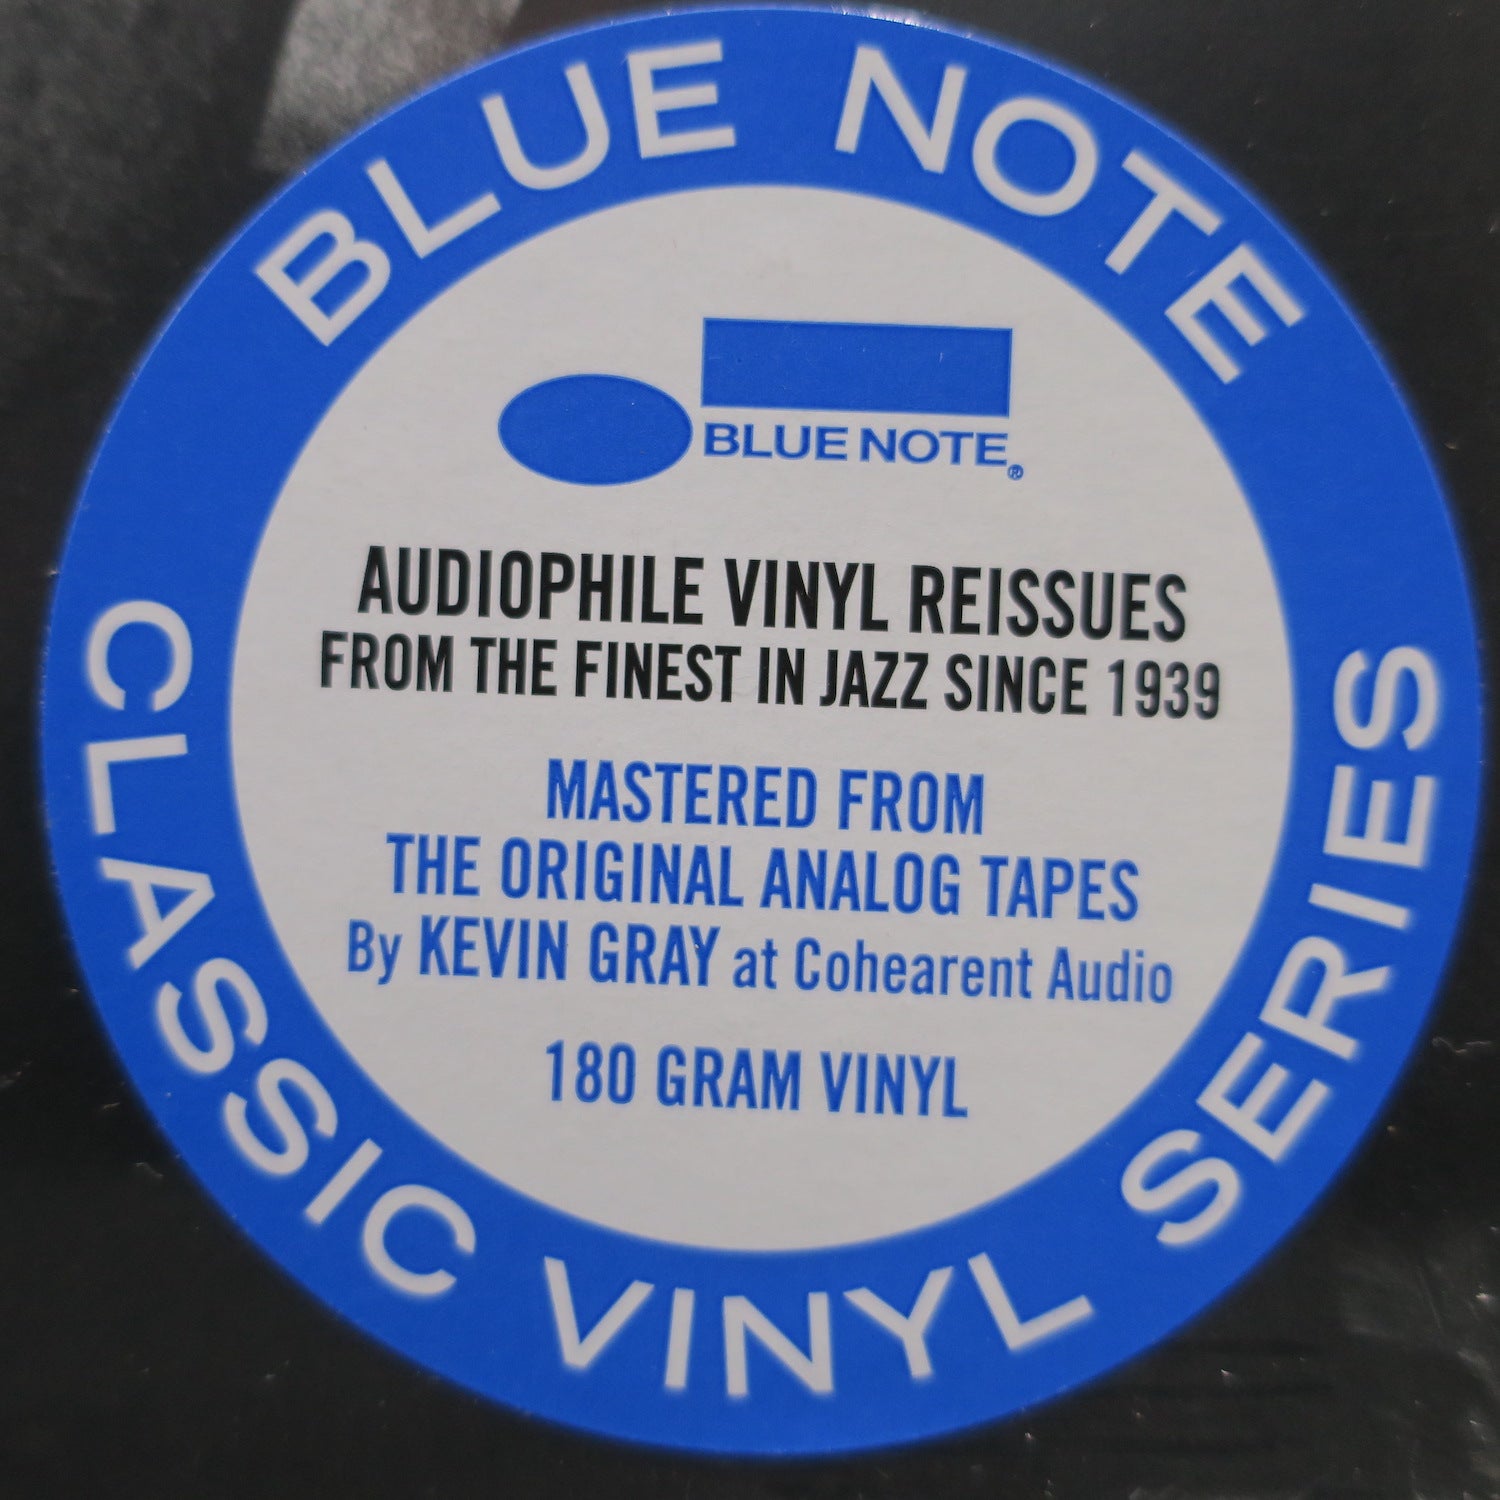 BLUE NOTE
BLUE NOTE®
AUDIOPHILE VINYL REISSUES
FROM THE FINEST IN JAZZ SINCE 1939
MASTERED FROM
THE ORIGINAL ANALOG TAPES
By KEVIN GRAY at Cohearent Audio
180 GRAM VINYL
CLASSIC VINYL SERIES